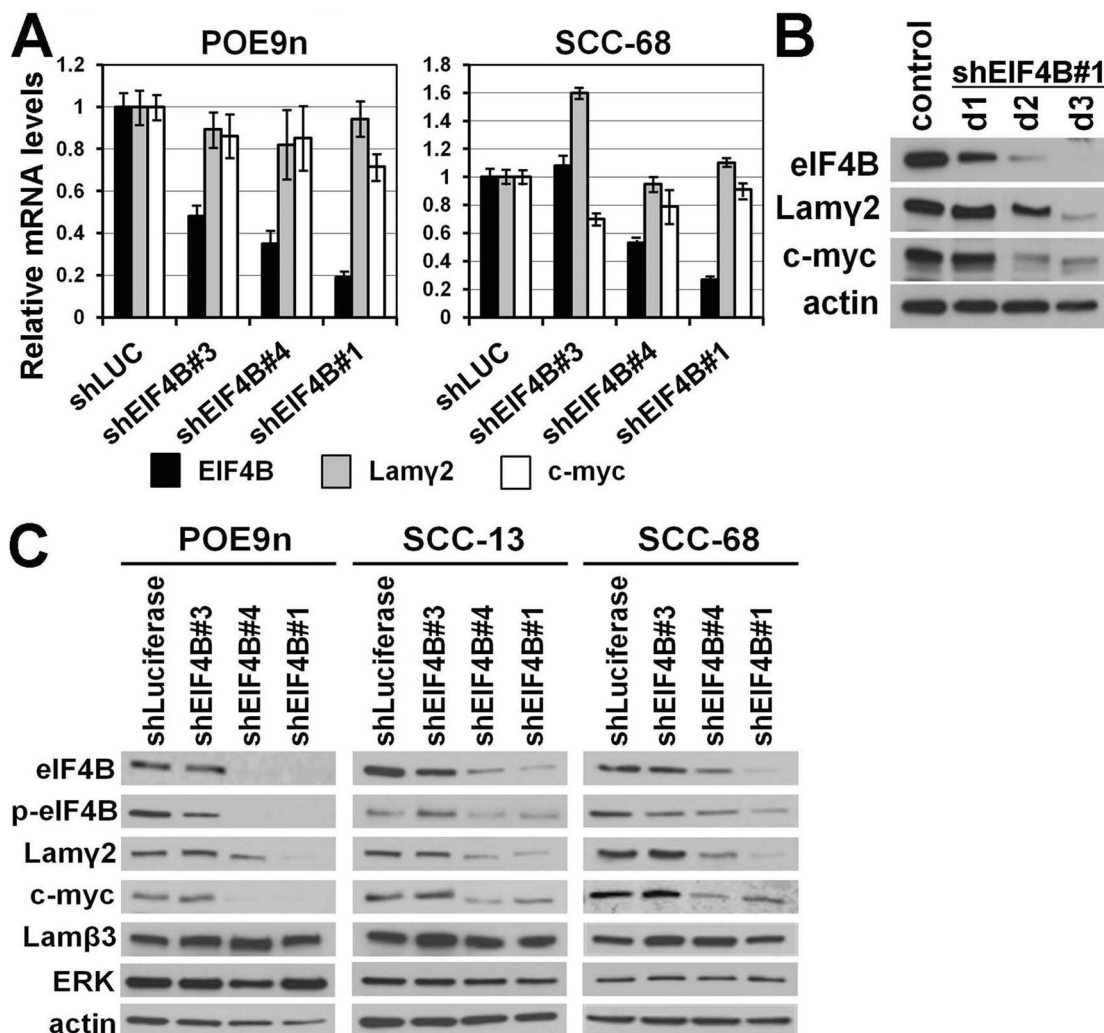 A
POE9n
SCC-68
Relative mRNA levels
1.2
1
0.8
0.6
0.4
0.2
0
1.8
1.6
1.4
1.2
1
0.8
0.6
0.4
0.2
0
shLUC
shEIF4B#3
shEIF4B#4
shEIF4B#1
shLUC
shEIF4B#3
shEIF4B#4
shEIF4B#1
EIF4B
Lamγ2
c-myc
B
control
shEIF4B#1
d1
d2
d3
eIF4B
Lamγ2
c-myc
actin
C
POE9n
SCC-13
SCC-68
shLuciferase
shEIF4B#3
shEIF4B#4
shEIF4B#1
shLuciferase
shEIF4B#3
shEIF4B#4
shEIF4B#1
shLuciferase
shEIF4B#3
shEIF4B#4
shEIF4B#1
eIF4B
p-eIF4B
Lamγ2
c-myc
Lamβ3
ERK
actin